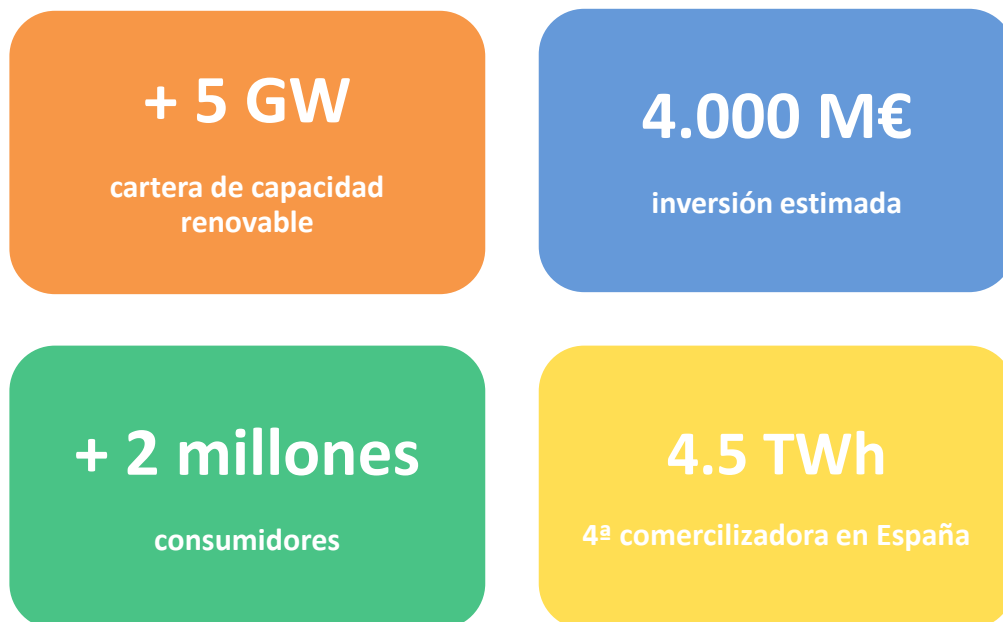 + 5 GW
cartera de capacidad
renovable
4.000 M€
inversión estimada
+ 2 millones
consumidores
4.5 TWh
4ª comercilizadora en España